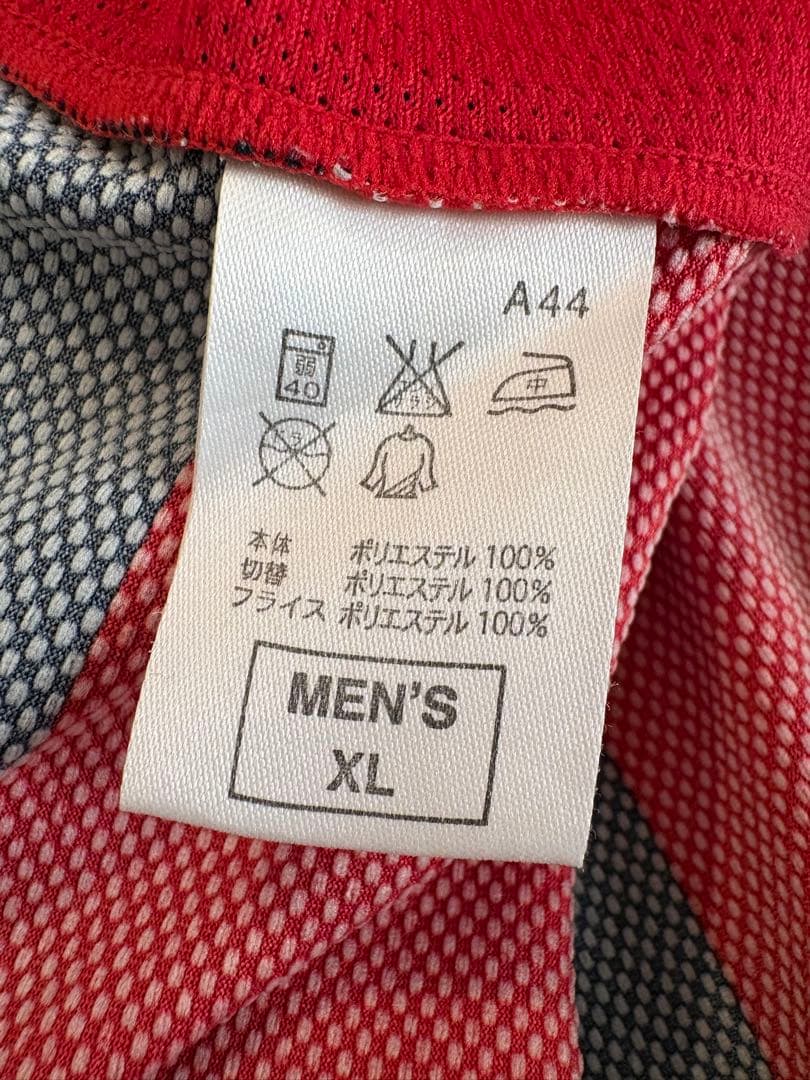 A44
弱
40
中
本体 ポリエステル 100%
切替 ポリエステル 100%
フライス ポリエステル 100%
MEN'S
XL